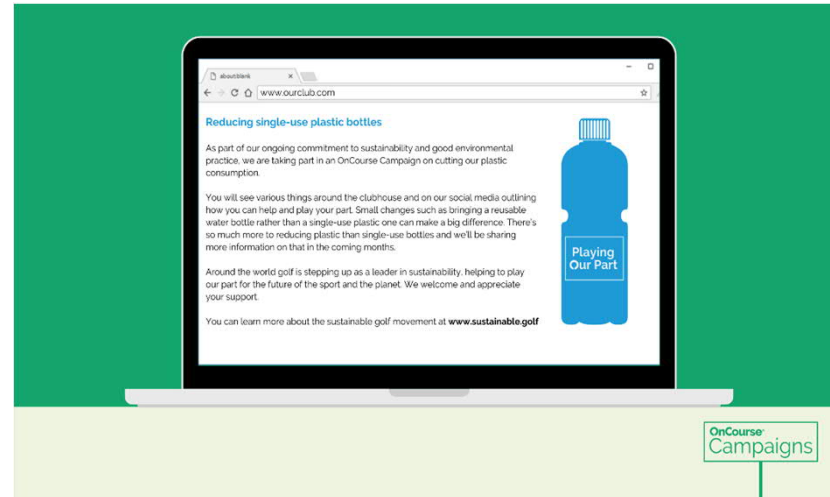 about:blank
www.ourclub.com
Reducing single-use plastic bottles
As part of our ongoing commitment to sustainability and good environmental
practice, we are taking part in an OnCourse Campaign on cutting our plastic
consumption.
You will see various things around the clubhouse and on our social media outlining
how you can help and play your part. Small changes such as bringing a reusable
water bottle rather than a single-use plastic one can make a big difference. There's
so much more to reducing plastic than single-use bottles and we'll be sharing
more information on that in the coming months.
Around the world golf is stepping up as a leader in sustainability, helping to play
our part for the future of the sport and the planet. We welcome and appreciate
your support.
You can learn more about the sustainable golf movement at www.sustainable.golf
Playing
Our Part
OnCourse
Campaigns